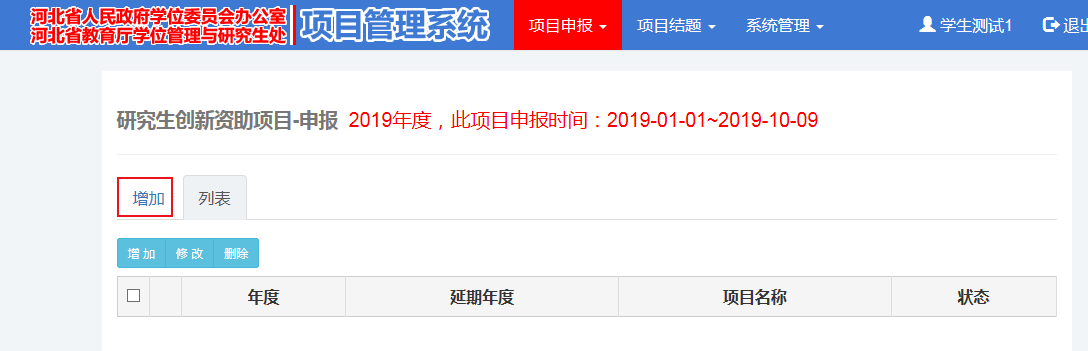 河北省人民政府学位委员会办公室
河北省教育厅学位管理与研究生处
项目管理系统
项目申报
项目结题
系统管理
学生测试1
退出
研究生创新资助项目-申报 2019年度，此项目申报时间：2019-01-01~2019-10-09
增加 列表
增加 修改 删除
年度 延期年度 项目名称 状态